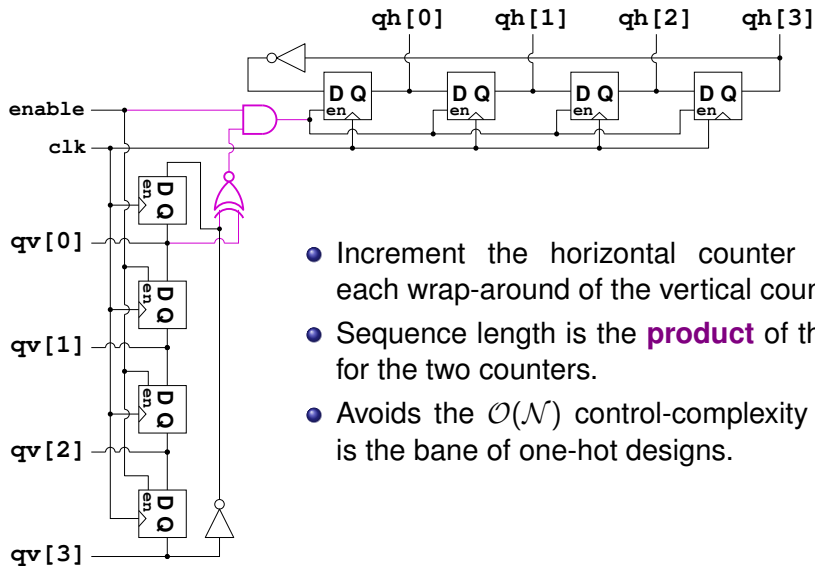 qh[0] qh[1] qh[2] qh[3]
D Q D Q D Q D Q
en en en en
enable
clk
D Q
en
qv[0]
D Q
en
qv[1]
D Q
en
qv[2]
D Q
en
qv[3]
Increment the horizontal counter
each wrap-around of the vertical
Sequence length is the product of
for the two counters.
Avoids the O(N) control-complexity
is the bane of one-hot designs.